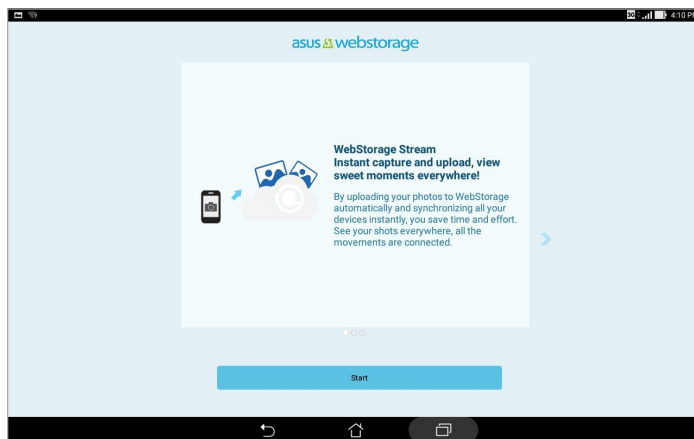 3G 4:10 PM
asus webstorage
WebStorage Stream
Instant capture and upload, view
sweet moments everywhere!
By uploading your photos to WebStorage
automatically and synchronizing all your
devices instantly, you save time and effort.
See your shots everywhere, all the
movements are connected.
Start